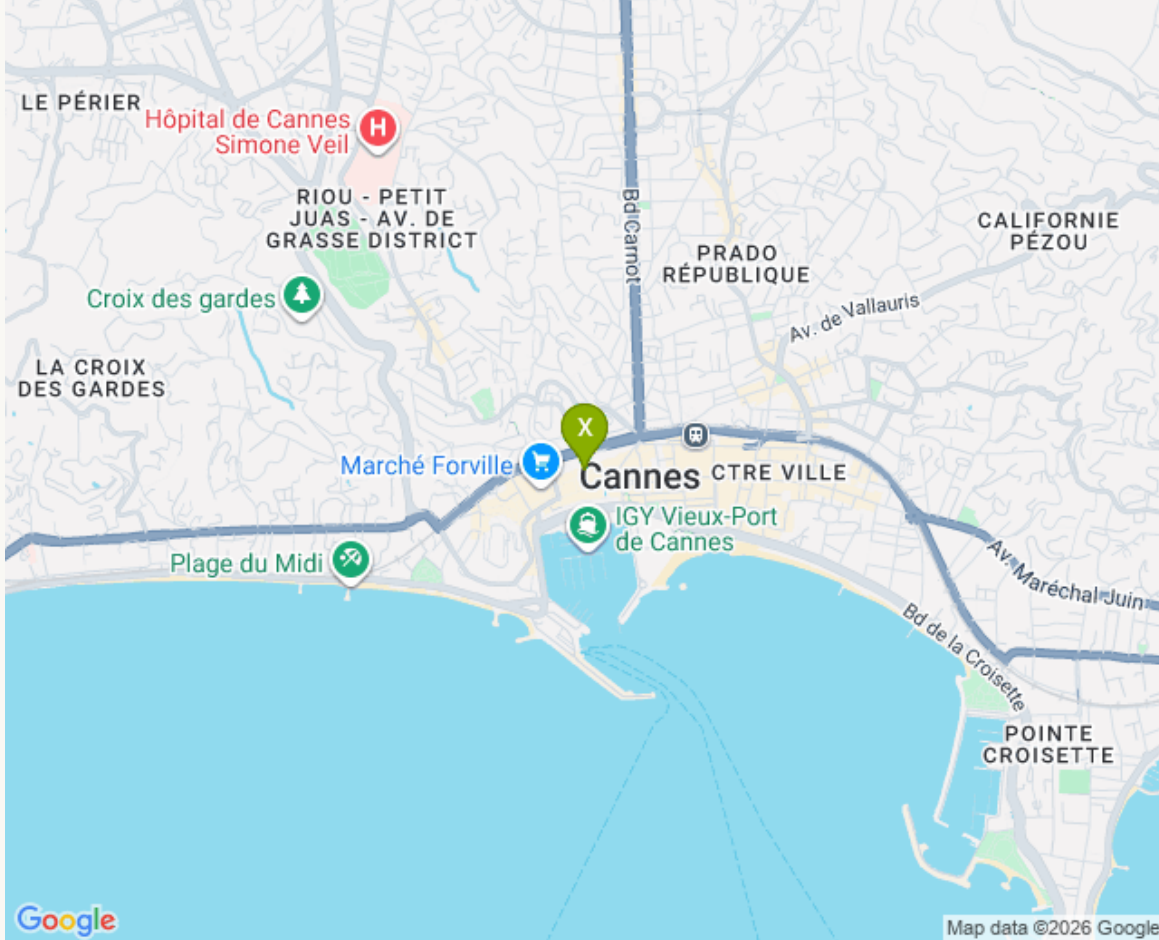 LE PÉRIER
Hôpital de Cannes
Simone Veil
H
RIOU - PETIT
JUAS - AV. DE
GRASSE DISTRICT
Bd Carnot
CALIFORNIE
PÉZOU
PRADO
RÉPUBLIQUE
Croix des gardes
Av. de Vallauris
LA CROIX
DES GARDES
X
Marché Forville
Cannes
CTRE VILLE
IGY Vieux-Port
de Cannes
Plage du Midi
Av. Maréchal Juin
Bd de la Croisette
POINTE
CROISETTE
Google
Map data ©2026 Google